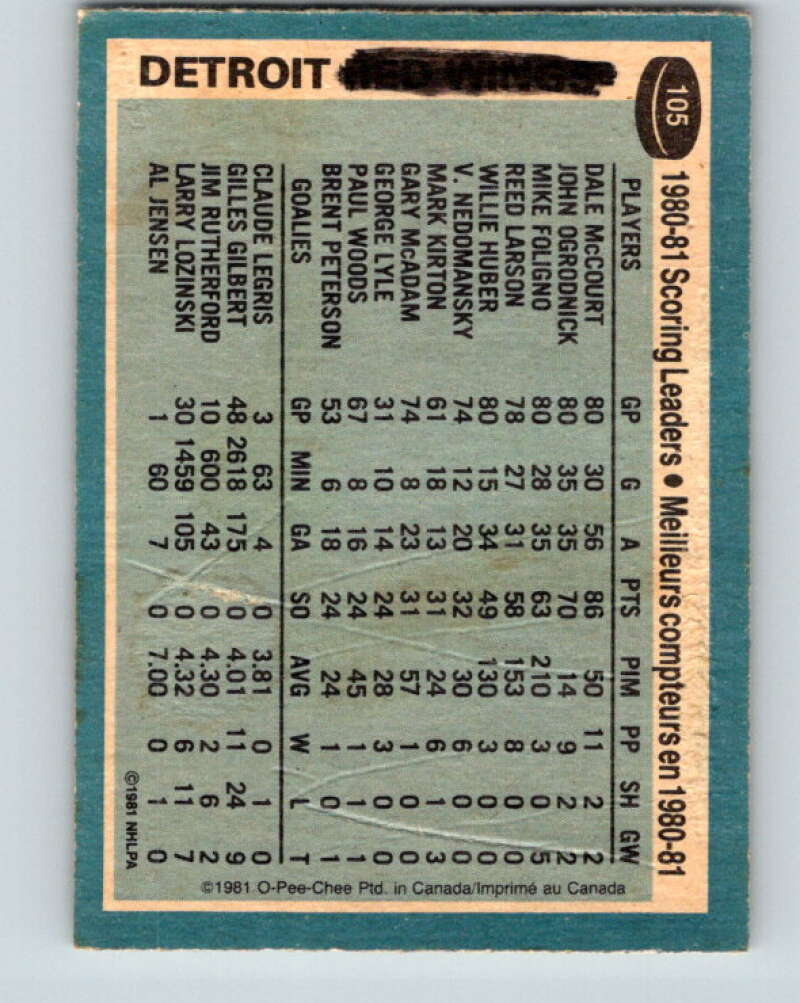 DETROIT RED WINGS
105
1980-81 Scoring Leaders • Meilleurs compteurs en 1980-81
PLAYERS GP G A PTS PIM PP SH GW
DALE McCOURT 80 30 56 86 50 11 2 2
JOHN OGRODNICK 80 35 35 70 14 9 2 2
MIKE FOLIGNO 80 28 35 63 210 3 0 5
REED LARSON 78 27 31 58 153 8 0 0
WILLIE HUBER 80 15 34 49 130 3 0 0
V. NEDOMANSKY 74 12 20 32 30 6 0 0
MARK KIRTON 61 18 13 31 24 6 1 3
GARY McADAM 74 8 23 31 57 1 0 0
GEORGE LYLE 31 10 14 24 28 3 0 0
PAUL WOODS 67 8 16 24 45 1 1 1
BRENT PETERSON 53 6 18 24 24 1 0 1
GOALIES GP MIN GA SO AVG W L T
CLAUDE LEGRIS 3 63 4 0 3.81 0 1 0
GILLES GILBERT 48 2618 175 0 4.01 11 24 9
JIM RUTHERFORD 10 600 43 0 4.30 2 6 2
LARRY LOZINSKI 30 1459 105 0 4.32 6 11 7
AL JENSEN 1 60 7 0 7.00 0 1 0
©1981 NHLPA
©1981 O-Pee-Chee Ptd. in Canada/Imprimé au Canada